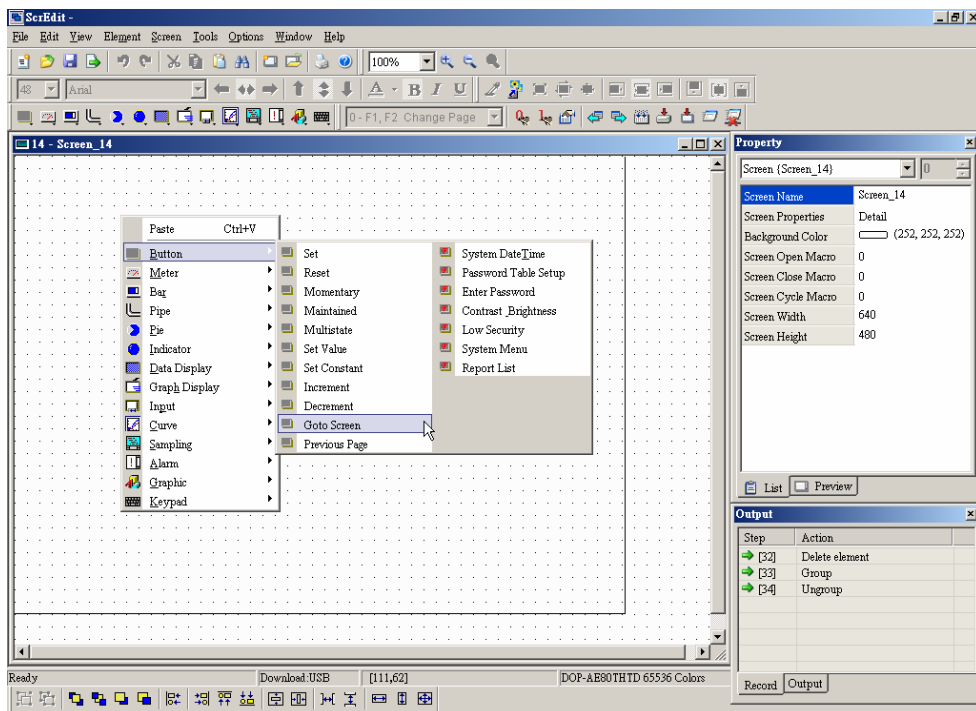 ScrEdit -
File Edit View Element Screen Tools Options Window Help
100%
48 Arial A B I U
0 - F1, F2 Change Page
14 - Screen_14
Paste Ctrl+V
Button
Meter
Bar
Pipe
Pie
Indicator
Data Display
Graph Display
Input
Curve
Sampling
Alarm
Graphic
Keypad
Set
Reset
Momentary
Maintained
Multistate
Set Value
Set Constant
Increment
Decrement
Goto Screen
Previous Page
System DateTime
Password Table Setup
Enter Password
Contrast_Brightness
Low Security
System Menu
Report List
Property
Screen {Screen_14} 0
Screen Name Screen_14
Screen Properties Detail
Background Color (252, 252, 252)
Screen Open Macro 0
Screen Close Macro 0
Screen Cycle Macro 0
Screen Width 640
Screen Height 480
List Preview
Output
Step Action
[32] Delete element
[33] Group
[34] Ungroup
Record Output
Ready Download:USB [111,62] DOP-AE80THTD 65536 Colors